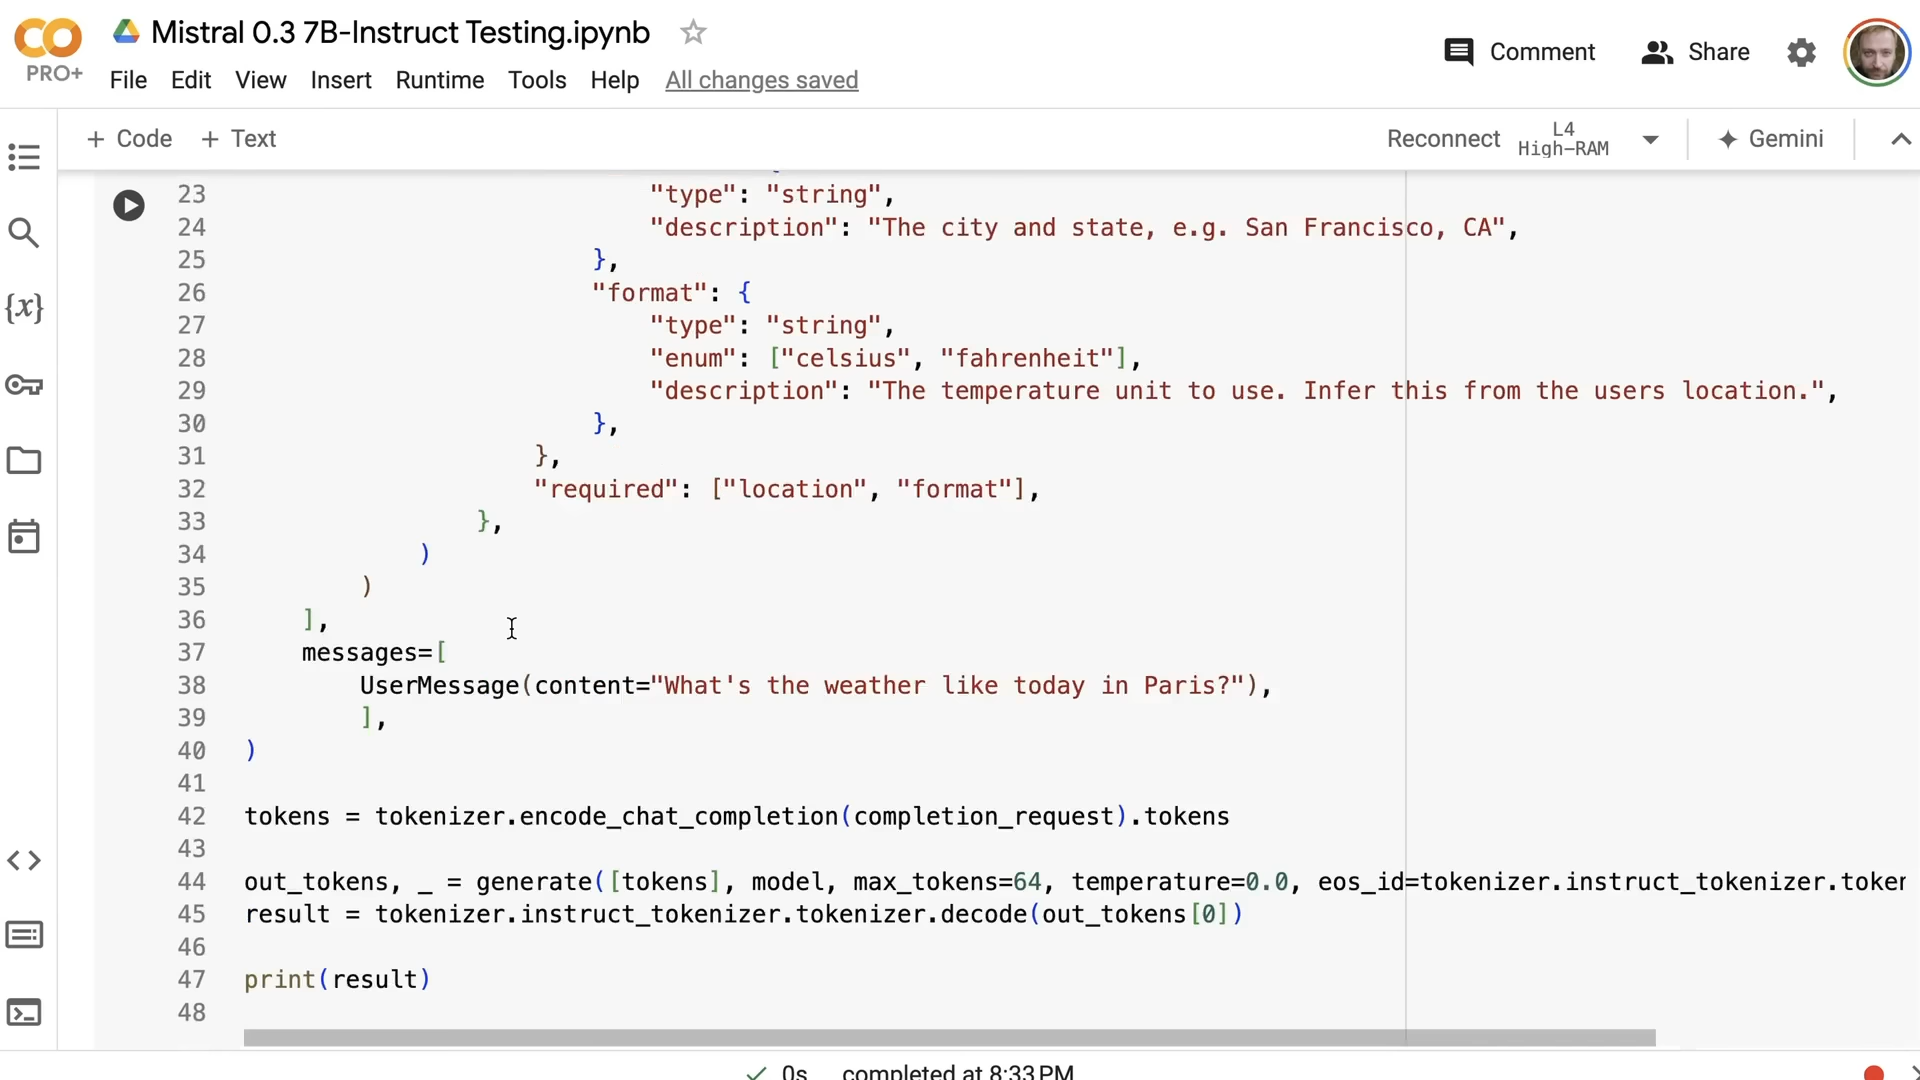 Mistral 0.3 7B-Instruct Testing.ipynb
PRO+
File Edit View Insert Runtime Tools Help All changes saved
Comment Share
+ Code + Text
Reconnect L4 High-RAM Gemini
23 "type": "string",
24 "description": "The city and state, e.g. San Francisco, CA",
25 },
26 "format": {
27 "type": "string",
28 "enum": ["celsius", "fahrenheit"],
29 "description": "The temperature unit to use. Infer this from the users location.",
30 },
31 },
32 "required": ["location", "format"],
33 },
34 )
35 )
36 ],
37 messages=[
38 UserMessage(content="What's the weather like today in Paris?"),
39 ],
40 )
41
42 tokens = tokenizer.encode_chat_completion(completion_request).tokens
43
44 out_tokens, _ = generate([tokens], model, max_tokens=64, temperature=0.0, eos_id=tokenizer.instruct_tokenizer.token
45 result = tokenizer.instruct_tokenizer.tokenizer.decode(out_tokens[0])
46
47 print(result)
48
0s completed at 8:33 PM